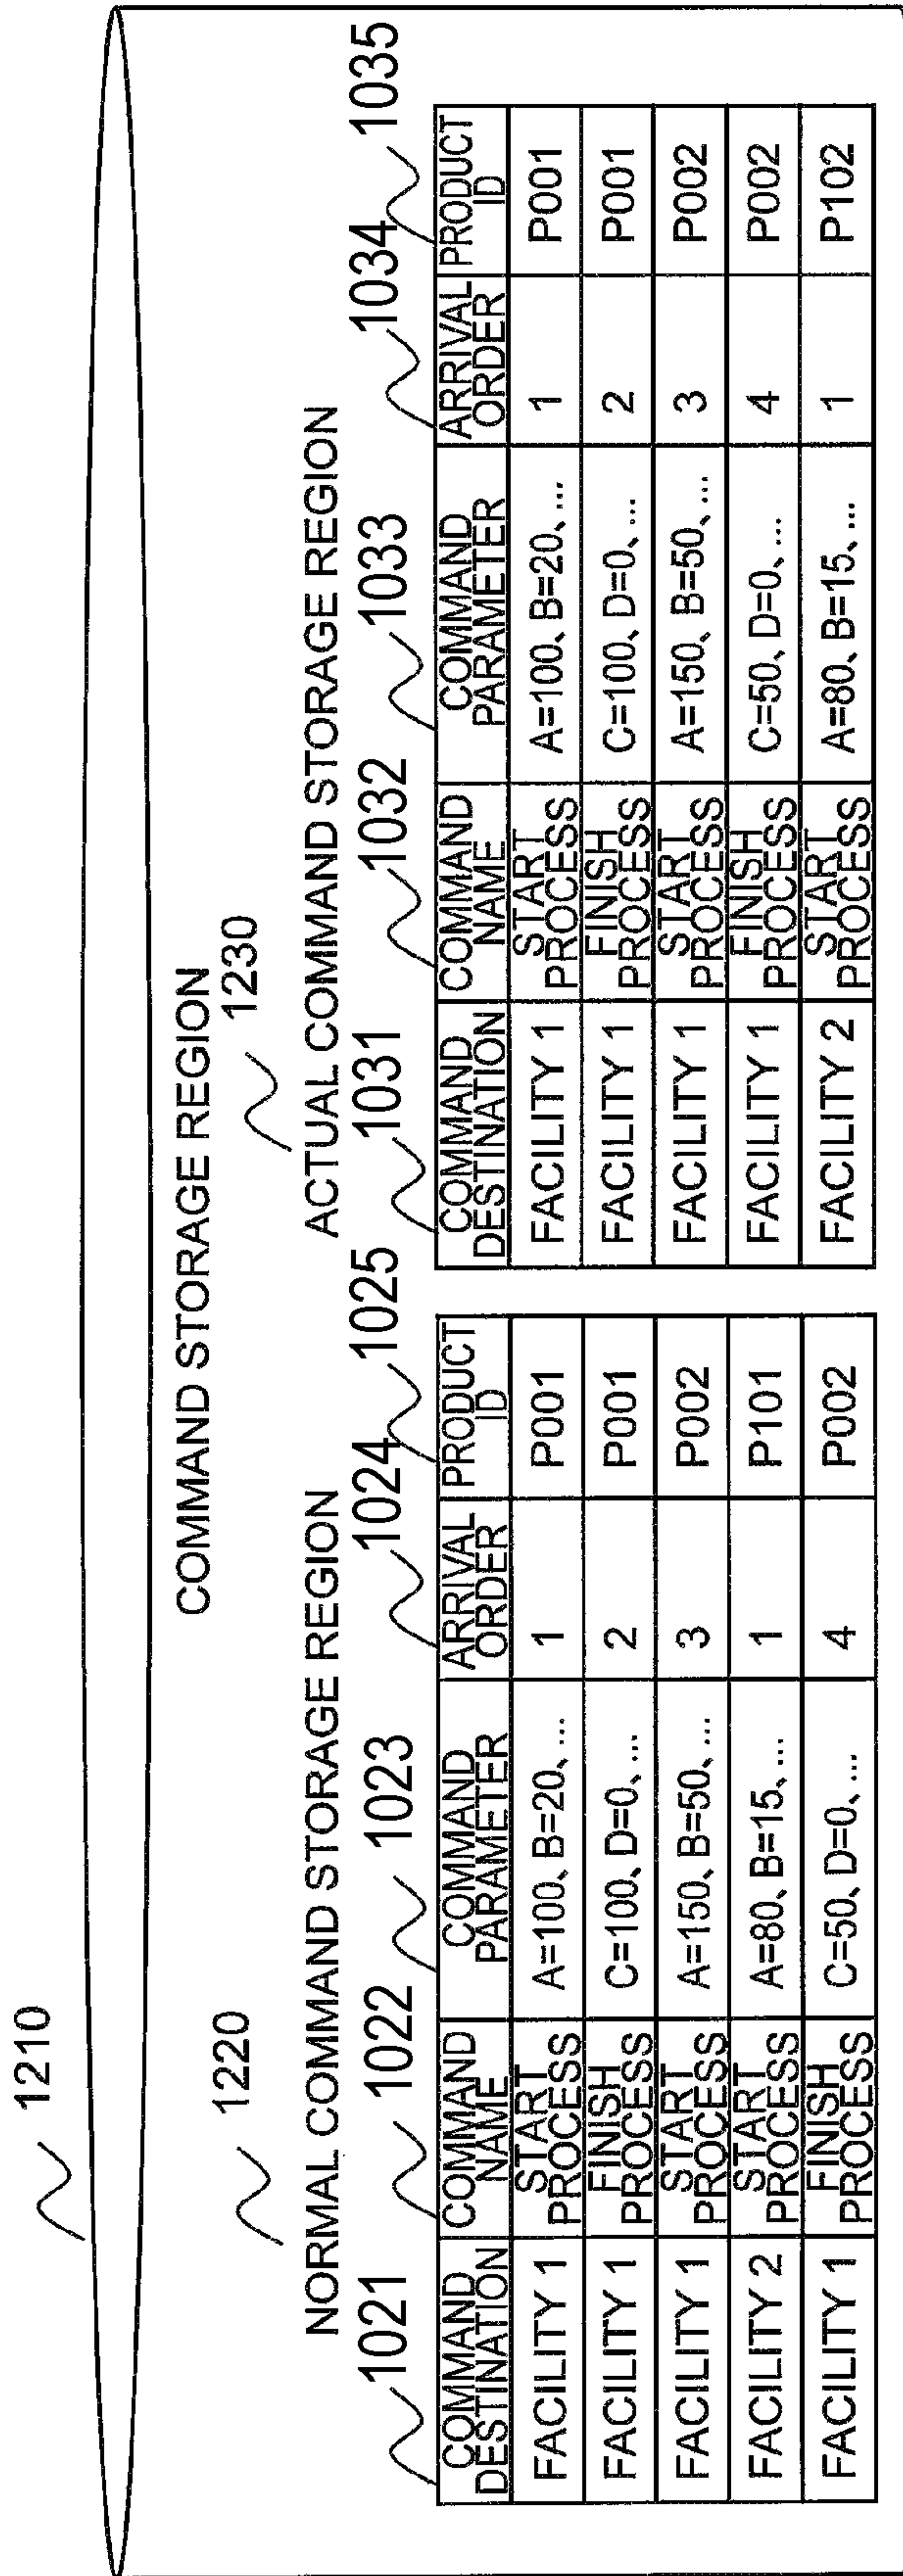 1210
COMMAND STORAGE REGION
1220
NORMAL COMMAND STORAGE REGION
1021 1022 1023 1024 1025
COMMAND DESTINATION COMMAND NAME COMMAND PARAMETER ARRIVAL ORDER PRODUCT ID
FACILITY 1 START PROCESS A=100、B=20、... 1 P001
FACILITY 1 FINISH PROCESS C=100、D=0、... 2 P001
FACILITY 1 START PROCESS A=150、B=50、... 3 P002
FACILITY 2 START PROCESS A=80、B=15、... 1 P101
FACILITY 1 FINISH PROCESS C=50、D=0、... 4 P002
1230
ACTUAL COMMAND STORAGE REGION
1031 1032 1033 1034 1035
COMMAND DESTINATION COMMAND NAME COMMAND PARAMETER ARRIVAL ORDER PRODUCT ID
FACILITY 1 START PROCESS A=100、B=20、... 1 P001
FACILITY 1 FINISH PROCESS C=100、D=0、... 2 P001
FACILITY 1 START PROCESS A=150、B=50、... 3 P002
FACILITY 1 FINISH PROCESS C=50、D=0、... 4 P002
FACILITY 2 START PROCESS A=80、B=15、... 1 P102